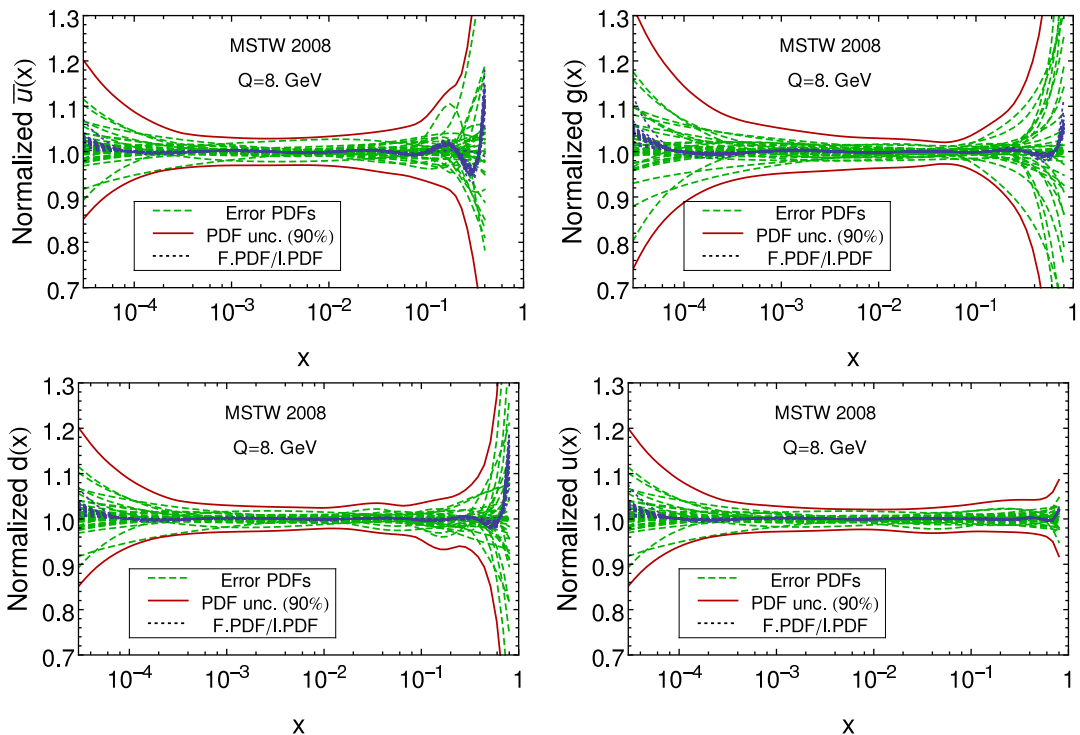 Normalized u̅(x)
1.3
1.2
1.1
1.0
0.9
0.8
0.7
MSTW 2008
Q=8. GeV
Error PDFs
PDF unc. (90%)
F.PDF/I.PDF
10⁻⁴ 10⁻³ 10⁻² 10⁻¹ 1
x
Normalized g(x)
1.3
1.2
1.1
1.0
0.9
0.8
0.7
MSTW 2008
Q=8. GeV
Error PDFs
PDF unc. (90%)
F.PDF/I.PDF
10⁻⁴ 10⁻³ 10⁻² 10⁻¹ 1
x
Normalized d(x)
1.3
1.2
1.1
1.0
0.9
0.8
0.7
MSTW 2008
Q=8. GeV
Error PDFs
PDF unc. (90%)
F.PDF/I.PDF
10⁻⁴ 10⁻³ 10⁻² 10⁻¹ 1
x
Normalized u(x)
1.3
1.2
1.1
1.0
0.9
0.8
0.7
MSTW 2008
Q=8. GeV
Error PDFs
PDF unc. (90%)
F.PDF/I.PDF
10⁻⁴ 10⁻³ 10⁻² 10⁻¹ 1
x